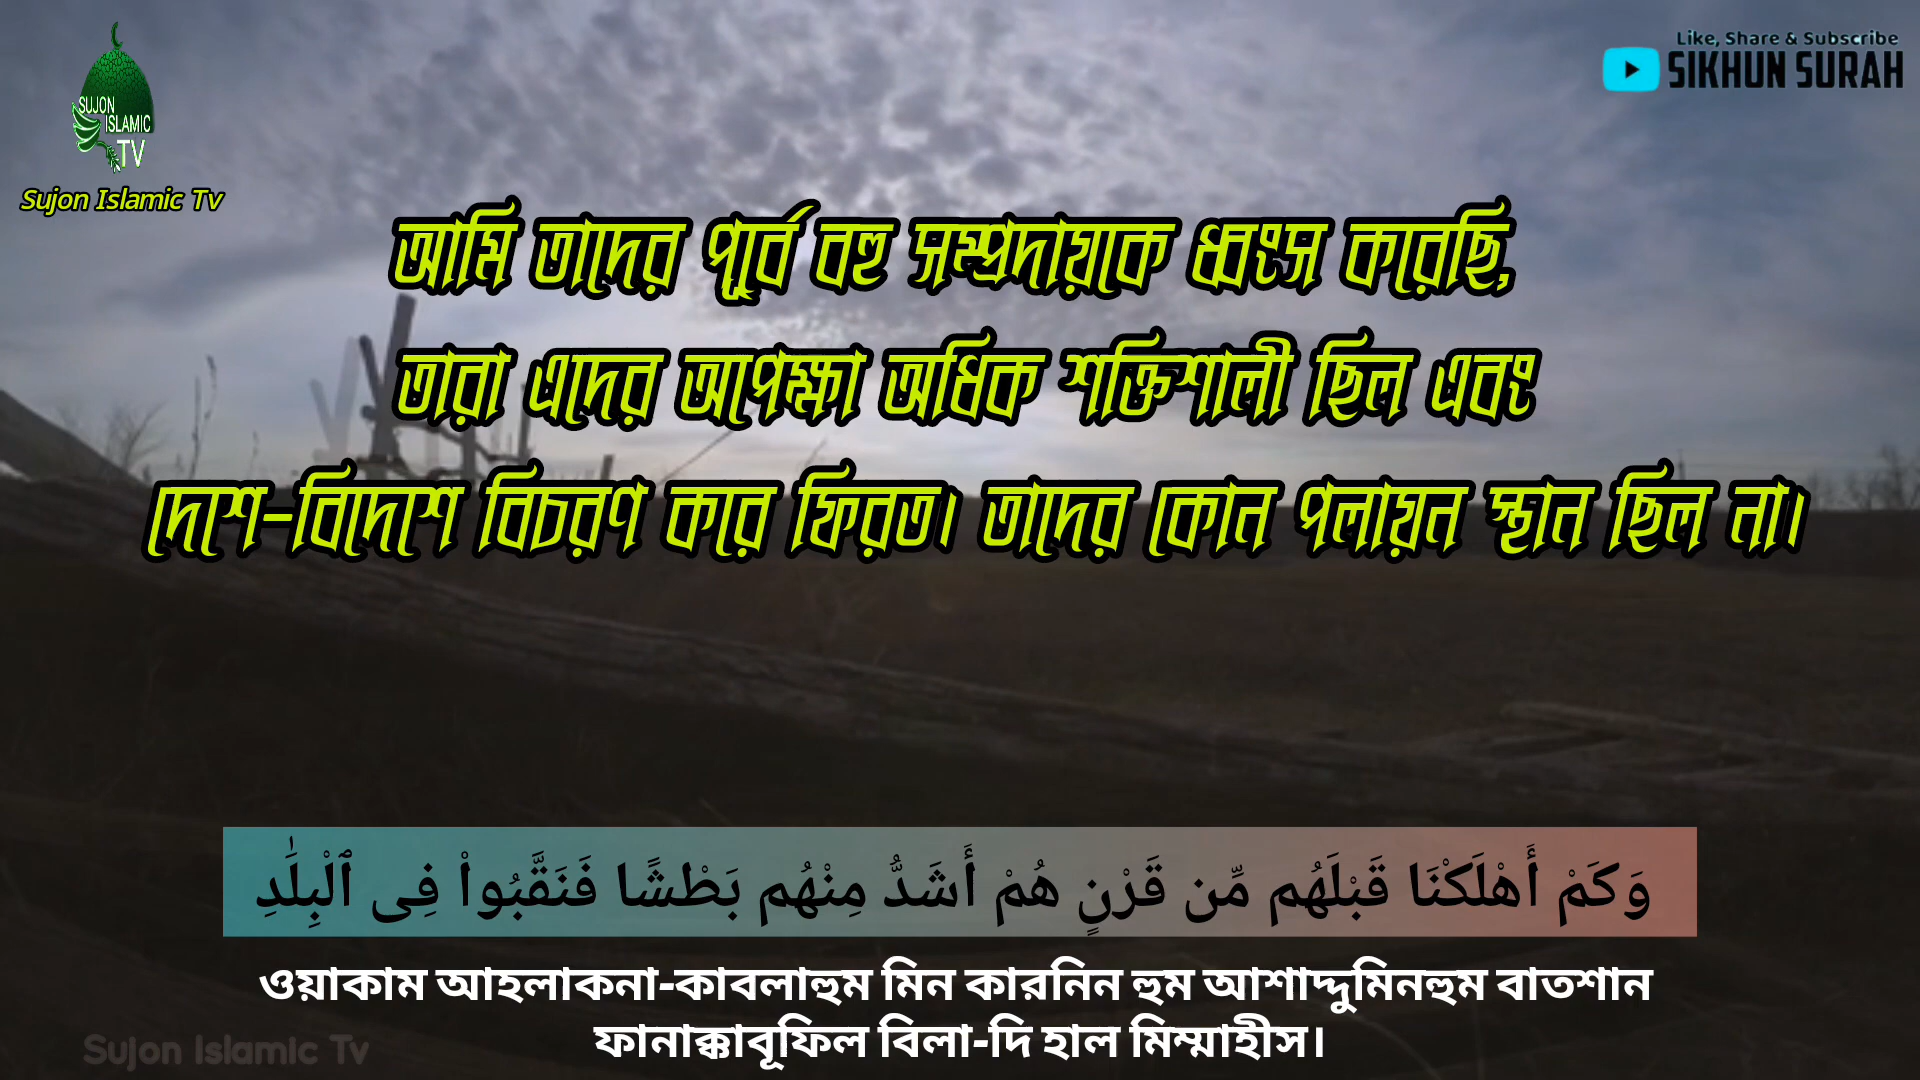 SUJON
ISLAMIC
TV
Sujon Islamic Tv
Like, Share & Subscribe
SIKHUN SURAH
আমি তাদের পূর্বে বহু সম্প্রদায়কে ধ্বংস করেছি,
তারা এদের অপেক্ষা অধিক শক্তিশালী ছিল এবং
দেশ-বিদেশে বিচরণ করে ফিরত। তাদের কোন পলায়ন স্থান ছিল না।
وَكَمْ أَهْلَكْنَا قَبْلَهُم مِّن قَرْنٍ هُمْ أَشَدُّ مِنْهُم بَطْشًا فَنَقَّبُوا۟ فِى ٱلْبِلَٰدِ
ওয়াকাম আহলাকনা-কাবলাহুম মিন কারনিন হুম আশাদ্দুমিনহুম বাতশান
ফানাক্কাবূফিল বিলা-দি হাল মিম্মাহীস।
Sujon Islamic Tv